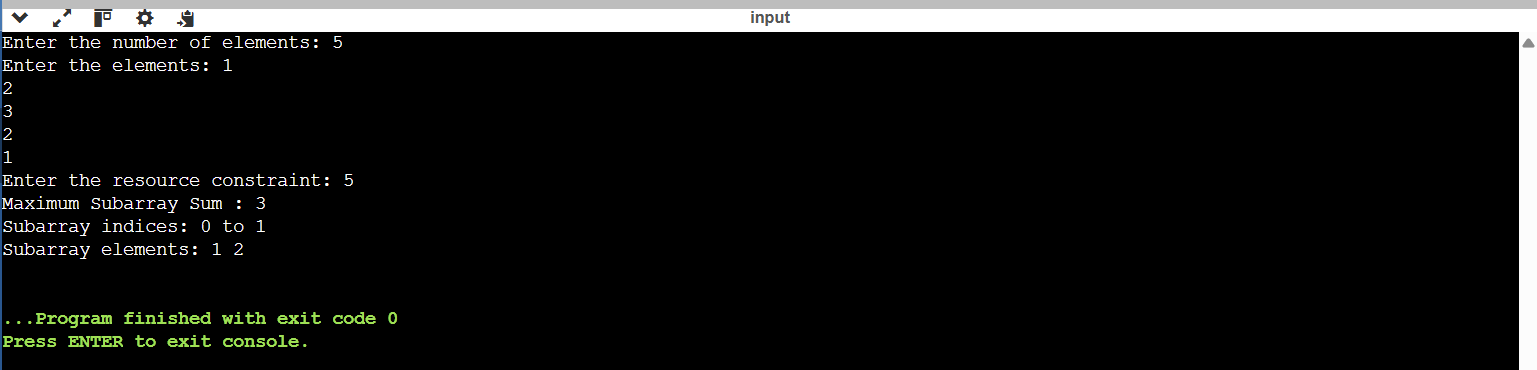 input
Enter the number of elements: 5
Enter the elements: 1
2
3
2
1
Enter the resource constraint: 5
Maximum Subarray Sum : 3
Subarray indices: 0 to 1
Subarray elements: 1 2
...Program finished with exit code 0
Press ENTER to exit console.